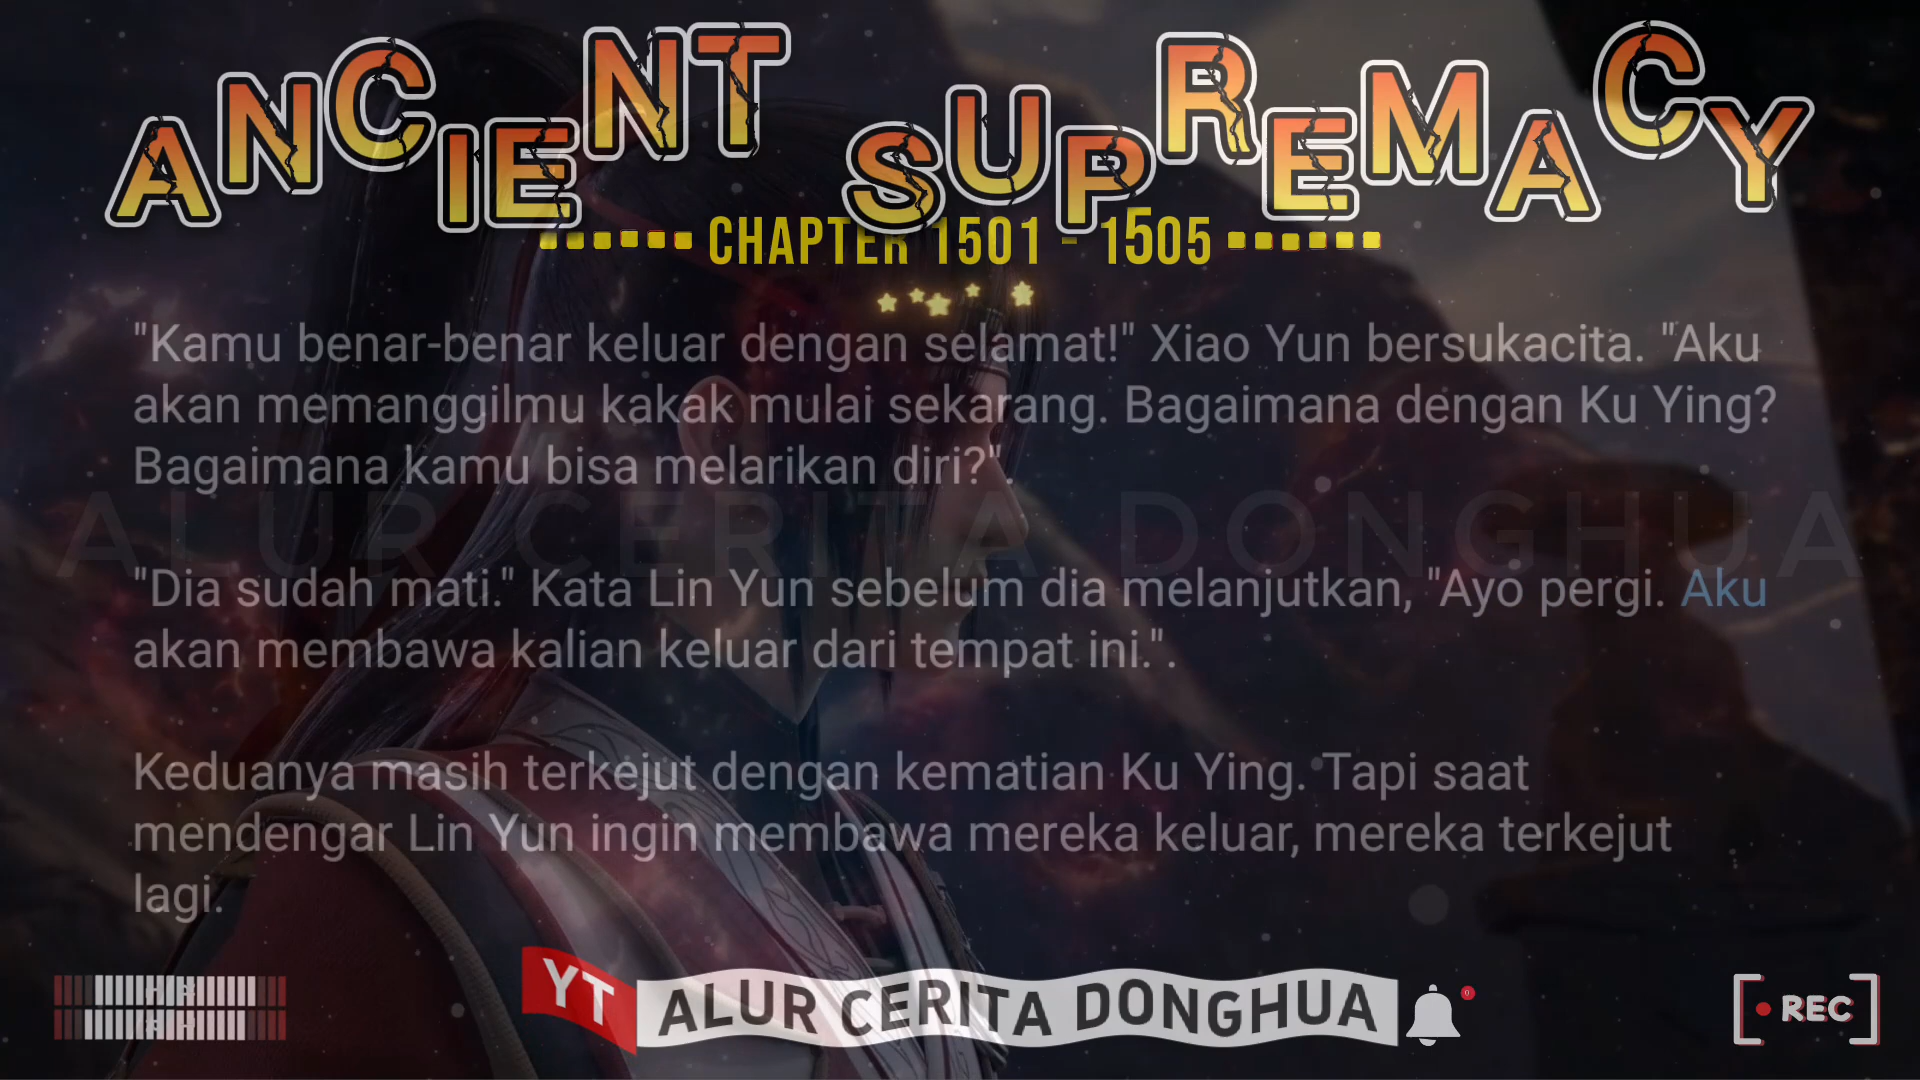 ANCIENT SUPREMACY
CHAPTER 1501 - 1505
"Kamu benar-benar keluar dengan selamat!" Xiao Yun bersukacita. "Aku
akan memanggilmu kakak mulai sekarang. Bagaimana dengan Ku Ying?
Bagaimana kamu bisa melarikan diri?".
ALUR CERITA DONGHUA
"Dia sudah mati." Kata Lin Yun sebelum dia melanjutkan, "Ayo pergi. Aku
akan membawa kalian keluar dari tempat ini.".
Keduanya masih terkejut dengan kematian Ku Ying. Tapi saat
mendengar Lin Yun ingin membawa mereka keluar, mereka terkejut
lagi.
YT ALUR CERITA DONGHUA
REC